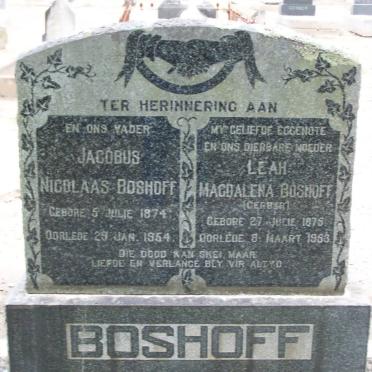 TER HERINNERING AAN
EN ONS VADER
JACOBUS
NICOLAAS BOSHOFF
GEBORE 5 JULIE 1874
OORLEDE 29 JAN. 1954.
MY GELIEFDE EGGENOTE
EN ONS DIERBARE MOEDER
LEAH
MAGDALENA BOSHOFF
(GERBER)
GEBORE 27 JULIE 1875
OORLEDE 8 MAART 1953
DIE DOOD KAN SKEI, MAAR
LIEFDE EN VERLANGE BLY VIR ALTYD
BOSHOFF